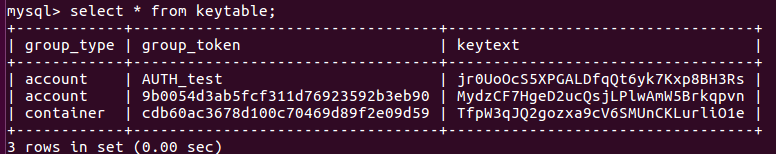 mysql> select * from keytable;
+------------+----------------------------------+----------------------------------+
| group_type | group_token | keytext |
+------------+----------------------------------+----------------------------------+
| account | AUTH_test | jr0UoOcS5XPGALDfqQt6yk7Kxp8BH3Rs |
| account | 9b0054d3ab5fcf311d76923592b3eb90 | MydzCF7HgeD2ucQsjLPlwAmW5Brkqpvn |
| container | cdb60ac3678d100c70469d89f2e09d59 | TfpW3qJQ2gozxa9cV6SMUnCKLurliO1e |
+------------+----------------------------------+----------------------------------+
3 rows in set (0.00 sec)